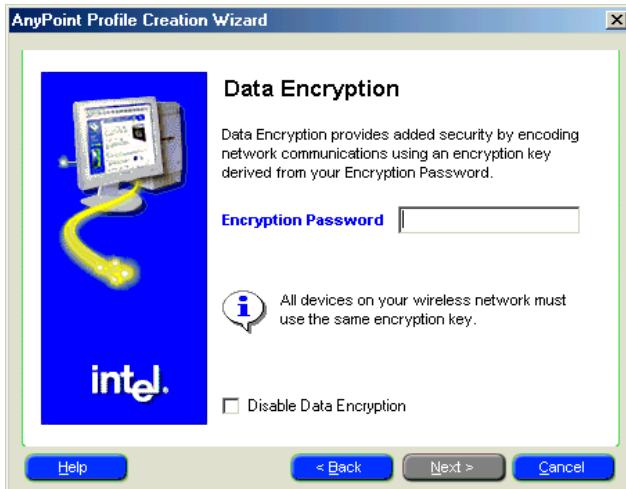 AnyPoint Profile Creation Wizard
Data Encryption
Data Encryption provides added security by encoding
network communications using an encryption key
derived from your Encryption Password.
Encryption Password
All devices on your wireless network must
use the same encryption key.
intel.
Disable Data Encryption
Help
< Back
Next >
Cancel